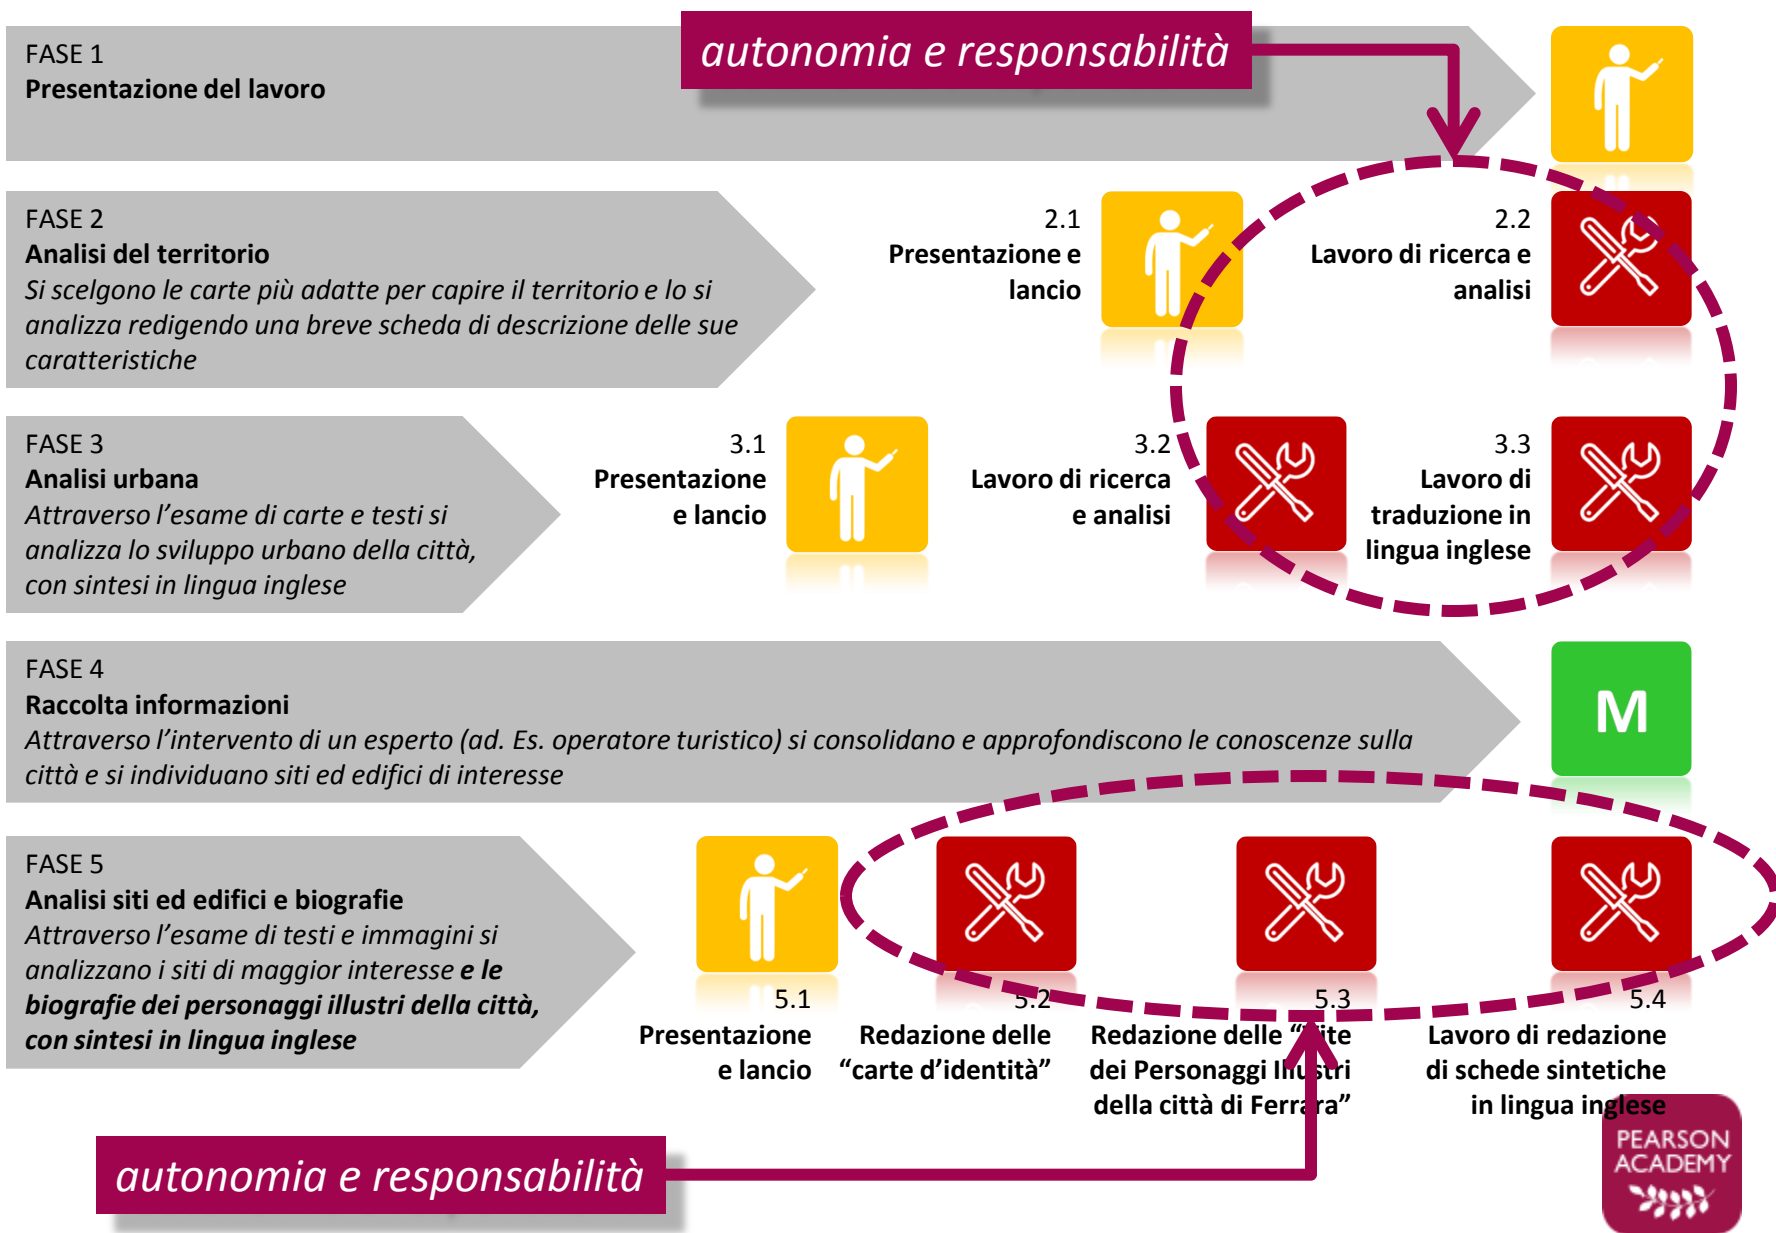 autonomia e responsabilità
FASE 1
Presentazione del lavoro
FASE 2
Analisi del territorio
Si scelgono le carte più adatte per capire il territorio e lo si
analizza redigendo una breve scheda di descrizione delle sue
caratteristiche
2.1
Presentazione e
lancio
2.2
Lavoro di ricerca e
analisi
FASE 3
Analisi urbana
Attraverso l’esame di carte e testi si
analizza lo sviluppo urbano della città,
con sintesi in lingua inglese
3.1
Presentazione
e lancio
3.2
Lavoro di ricerca
e analisi
3.3
Lavoro di
traduzione in
lingua inglese
FASE 4
Raccolta informazioni
Attraverso l’intervento di un esperto (ad. Es. operatore turistico) si consolidano e approfondiscono le conoscenze sulla
città e si individuano siti ed edifici di interesse
M
FASE 5
Analisi siti ed edifici e biografie
Attraverso l’esame di testi e immagini si
analizzano i siti di maggior interesse e le
biografie dei personaggi illustri della città,
con sintesi in lingua inglese
5.1
Presentazione
e lancio
5.2
Redazione delle
“carte d’identità”
5.3
Redazione delle “Vite
dei Personaggi Illustri
della città di Ferrara”
5.4
Lavoro di redazione
di schede sintetiche
in lingua inglese
autonomia e responsabilità
PEARSON
ACADEMY